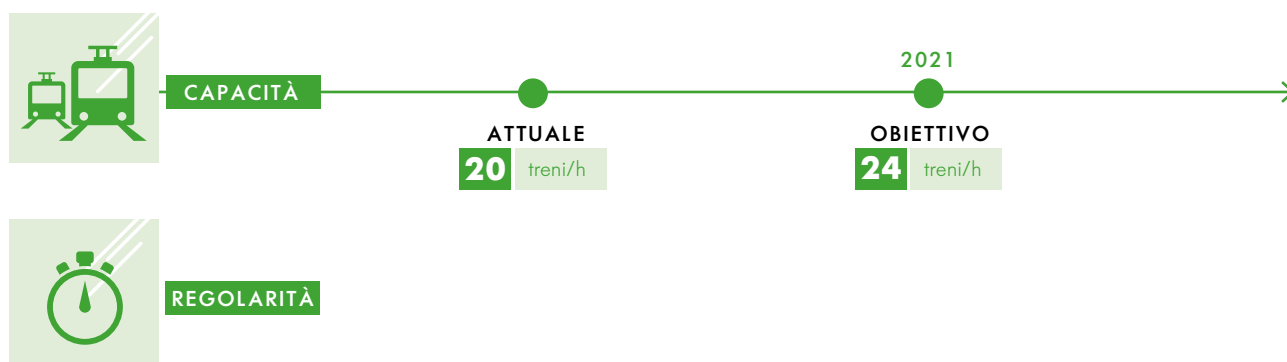 2021
CAPACITÀ
ATTUALE
OBIETTIVO
20 treni/h
24 treni/h
REGOLARITÀ